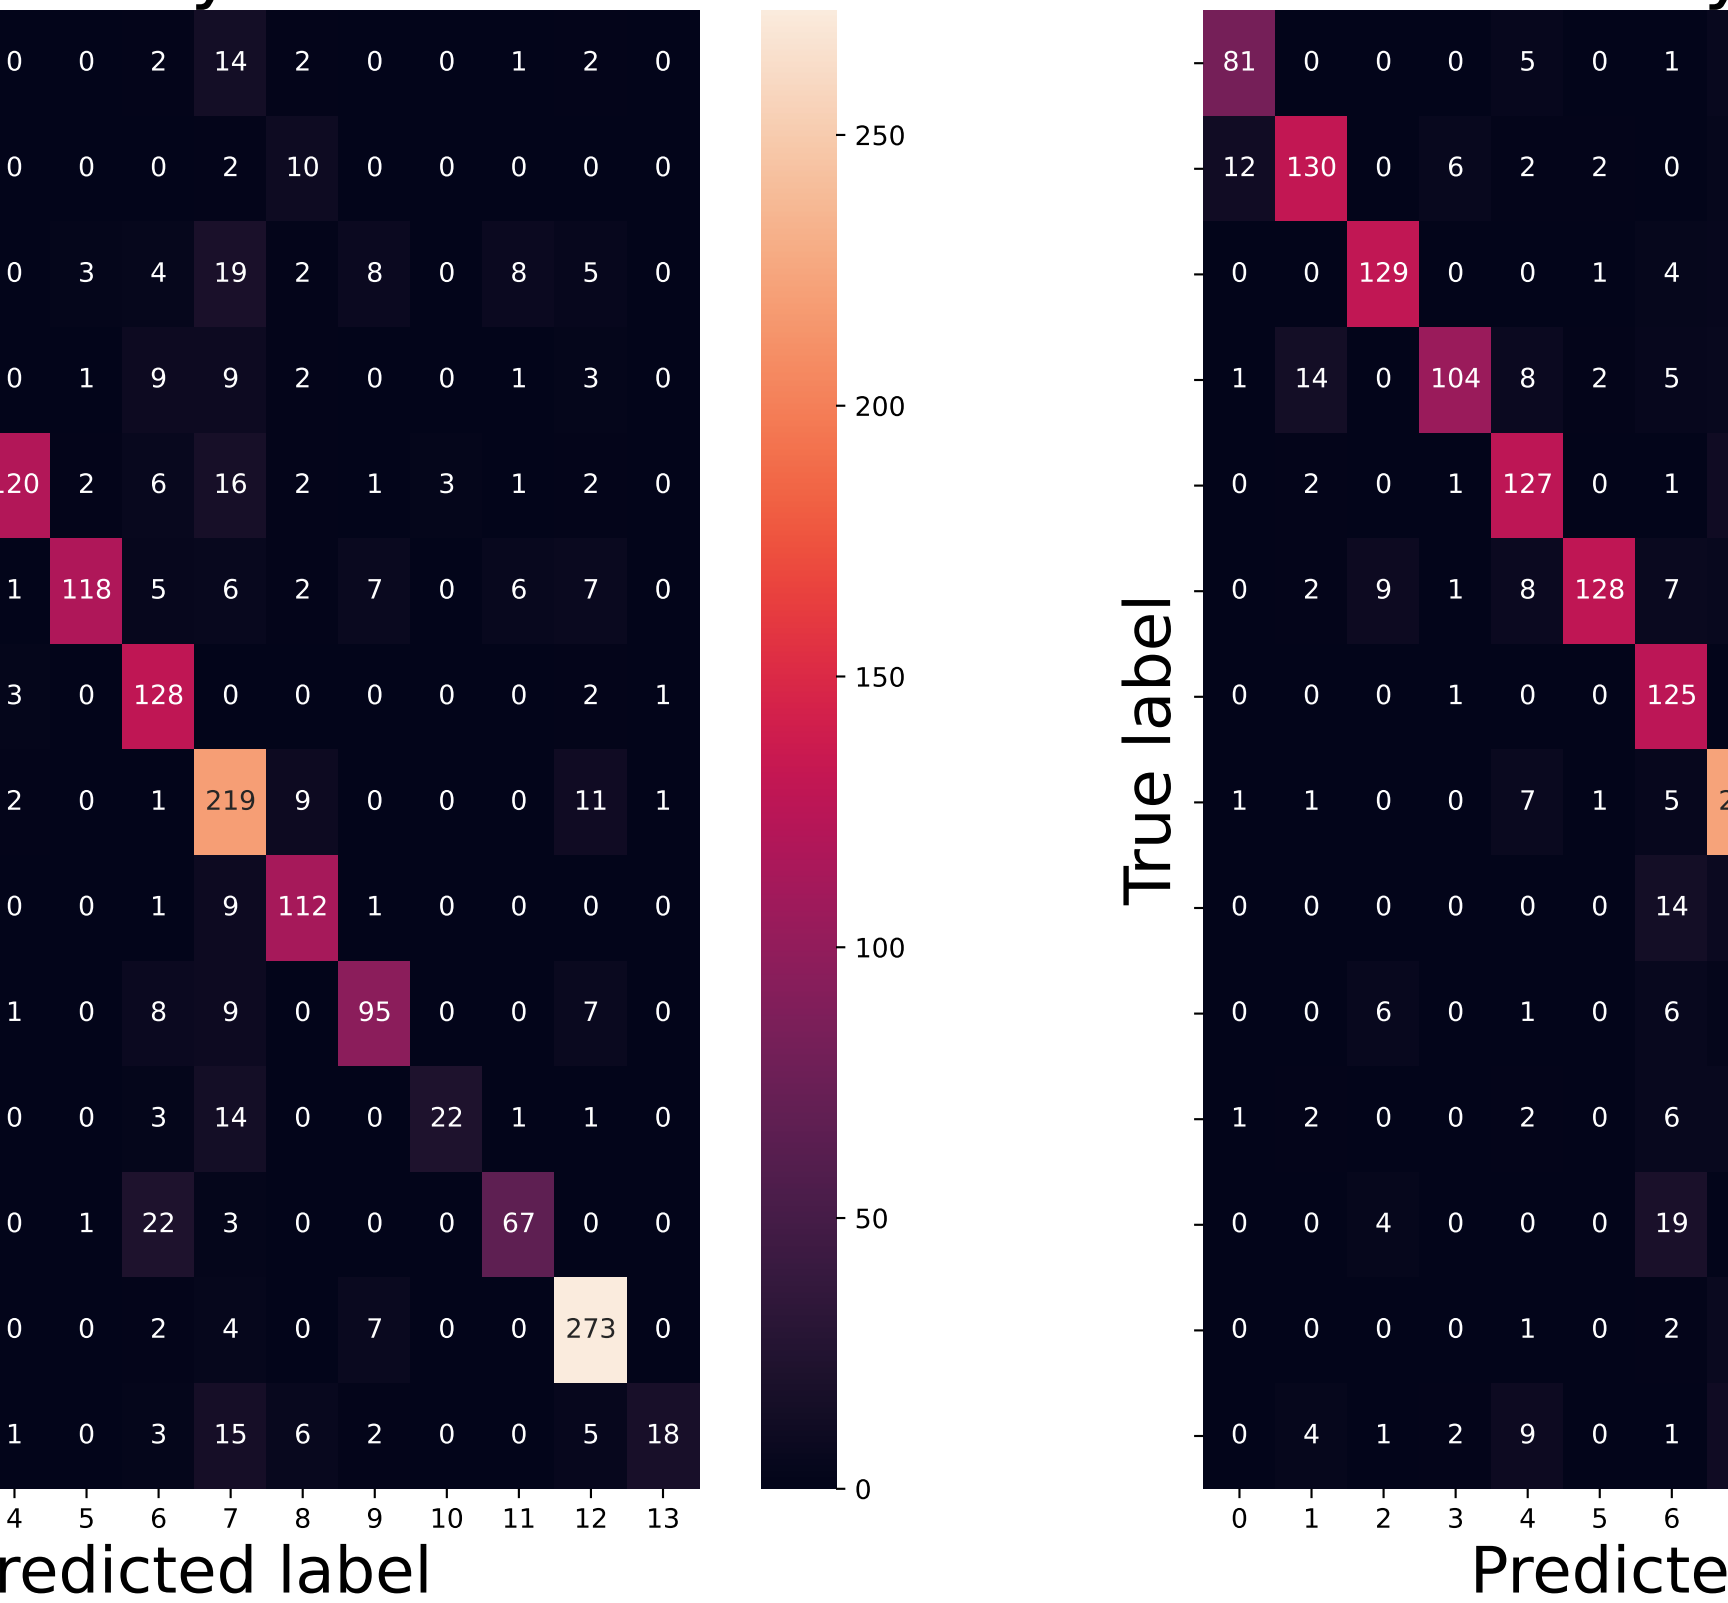 0 0 2 14 2 0 0 1 2 0
0 0 0 2 10 0 0 0 0 0
0 3 4 19 2 8 0 8 5 0
0 1 9 9 2 0 0 1 3 0
20 2 6 16 2 1 3 1 2 0
1 118 5 6 2 7 0 6 7 0
3 0 128 0 0 0 0 0 2 1
2 0 1 219 9 0 0 0 11 1
0 0 1 9 112 1 0 0 0 0
1 0 8 9 0 95 0 0 7 0
0 0 3 14 0 0 22 1 1 0
0 1 22 3 0 0 0 67 0 0
0 0 2 4 0 7 0 0 273 0
1 0 3 15 6 2 0 0 5 18
4 5 6 7 8 9 10 11 12 13
redicted label
250
200
150
100
50
0
True label
81 0 0 0 5 0 1
12 130 0 6 2 2 0
0 0 129 0 0 1 4
1 14 0 104 8 2 5
0 2 0 1 127 0 1
0 2 9 1 8 128 7
0 0 0 1 0 0 125
1 1 0 0 7 1 5 2
0 0 0 0 0 0 14
0 0 6 0 1 0 6
1 2 0 0 2 0 6
0 0 4 0 0 0 19
0 0 0 0 1 0 2
0 4 1 2 9 0 1
0 1 2 3 4 5 6
Predicte